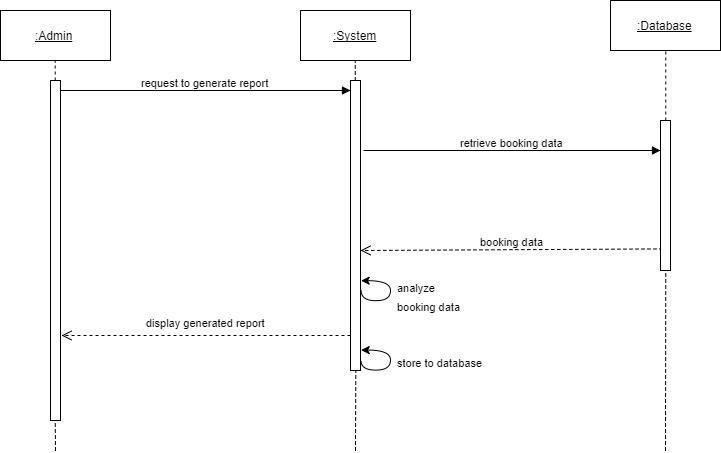 :Admin
:System
:Database
request to generate report
retrieve booking data
booking data
analyze
booking data
display generated report
store to database